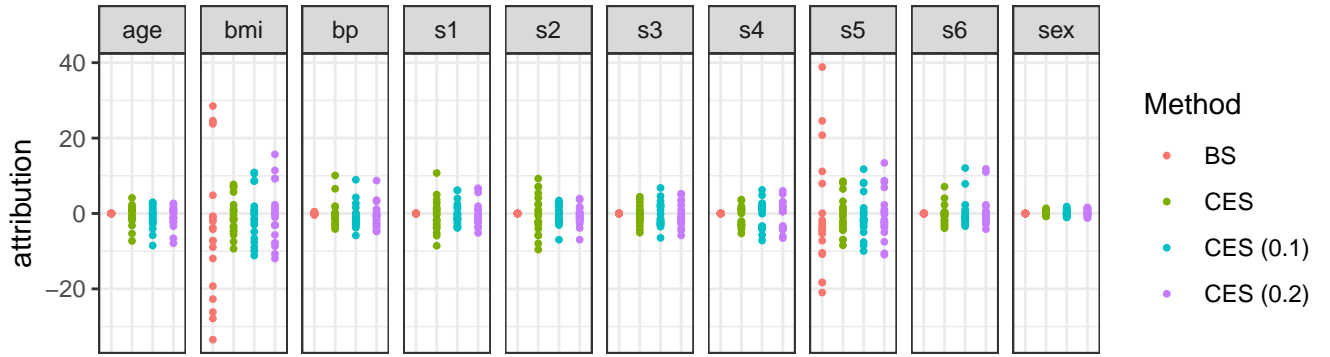 age bmi bp s1 s2 s3 s4 s5 s6 sex
40
20
0
−20
attribution
Method
BS
CES
CES (0.1)
CES (0.2)